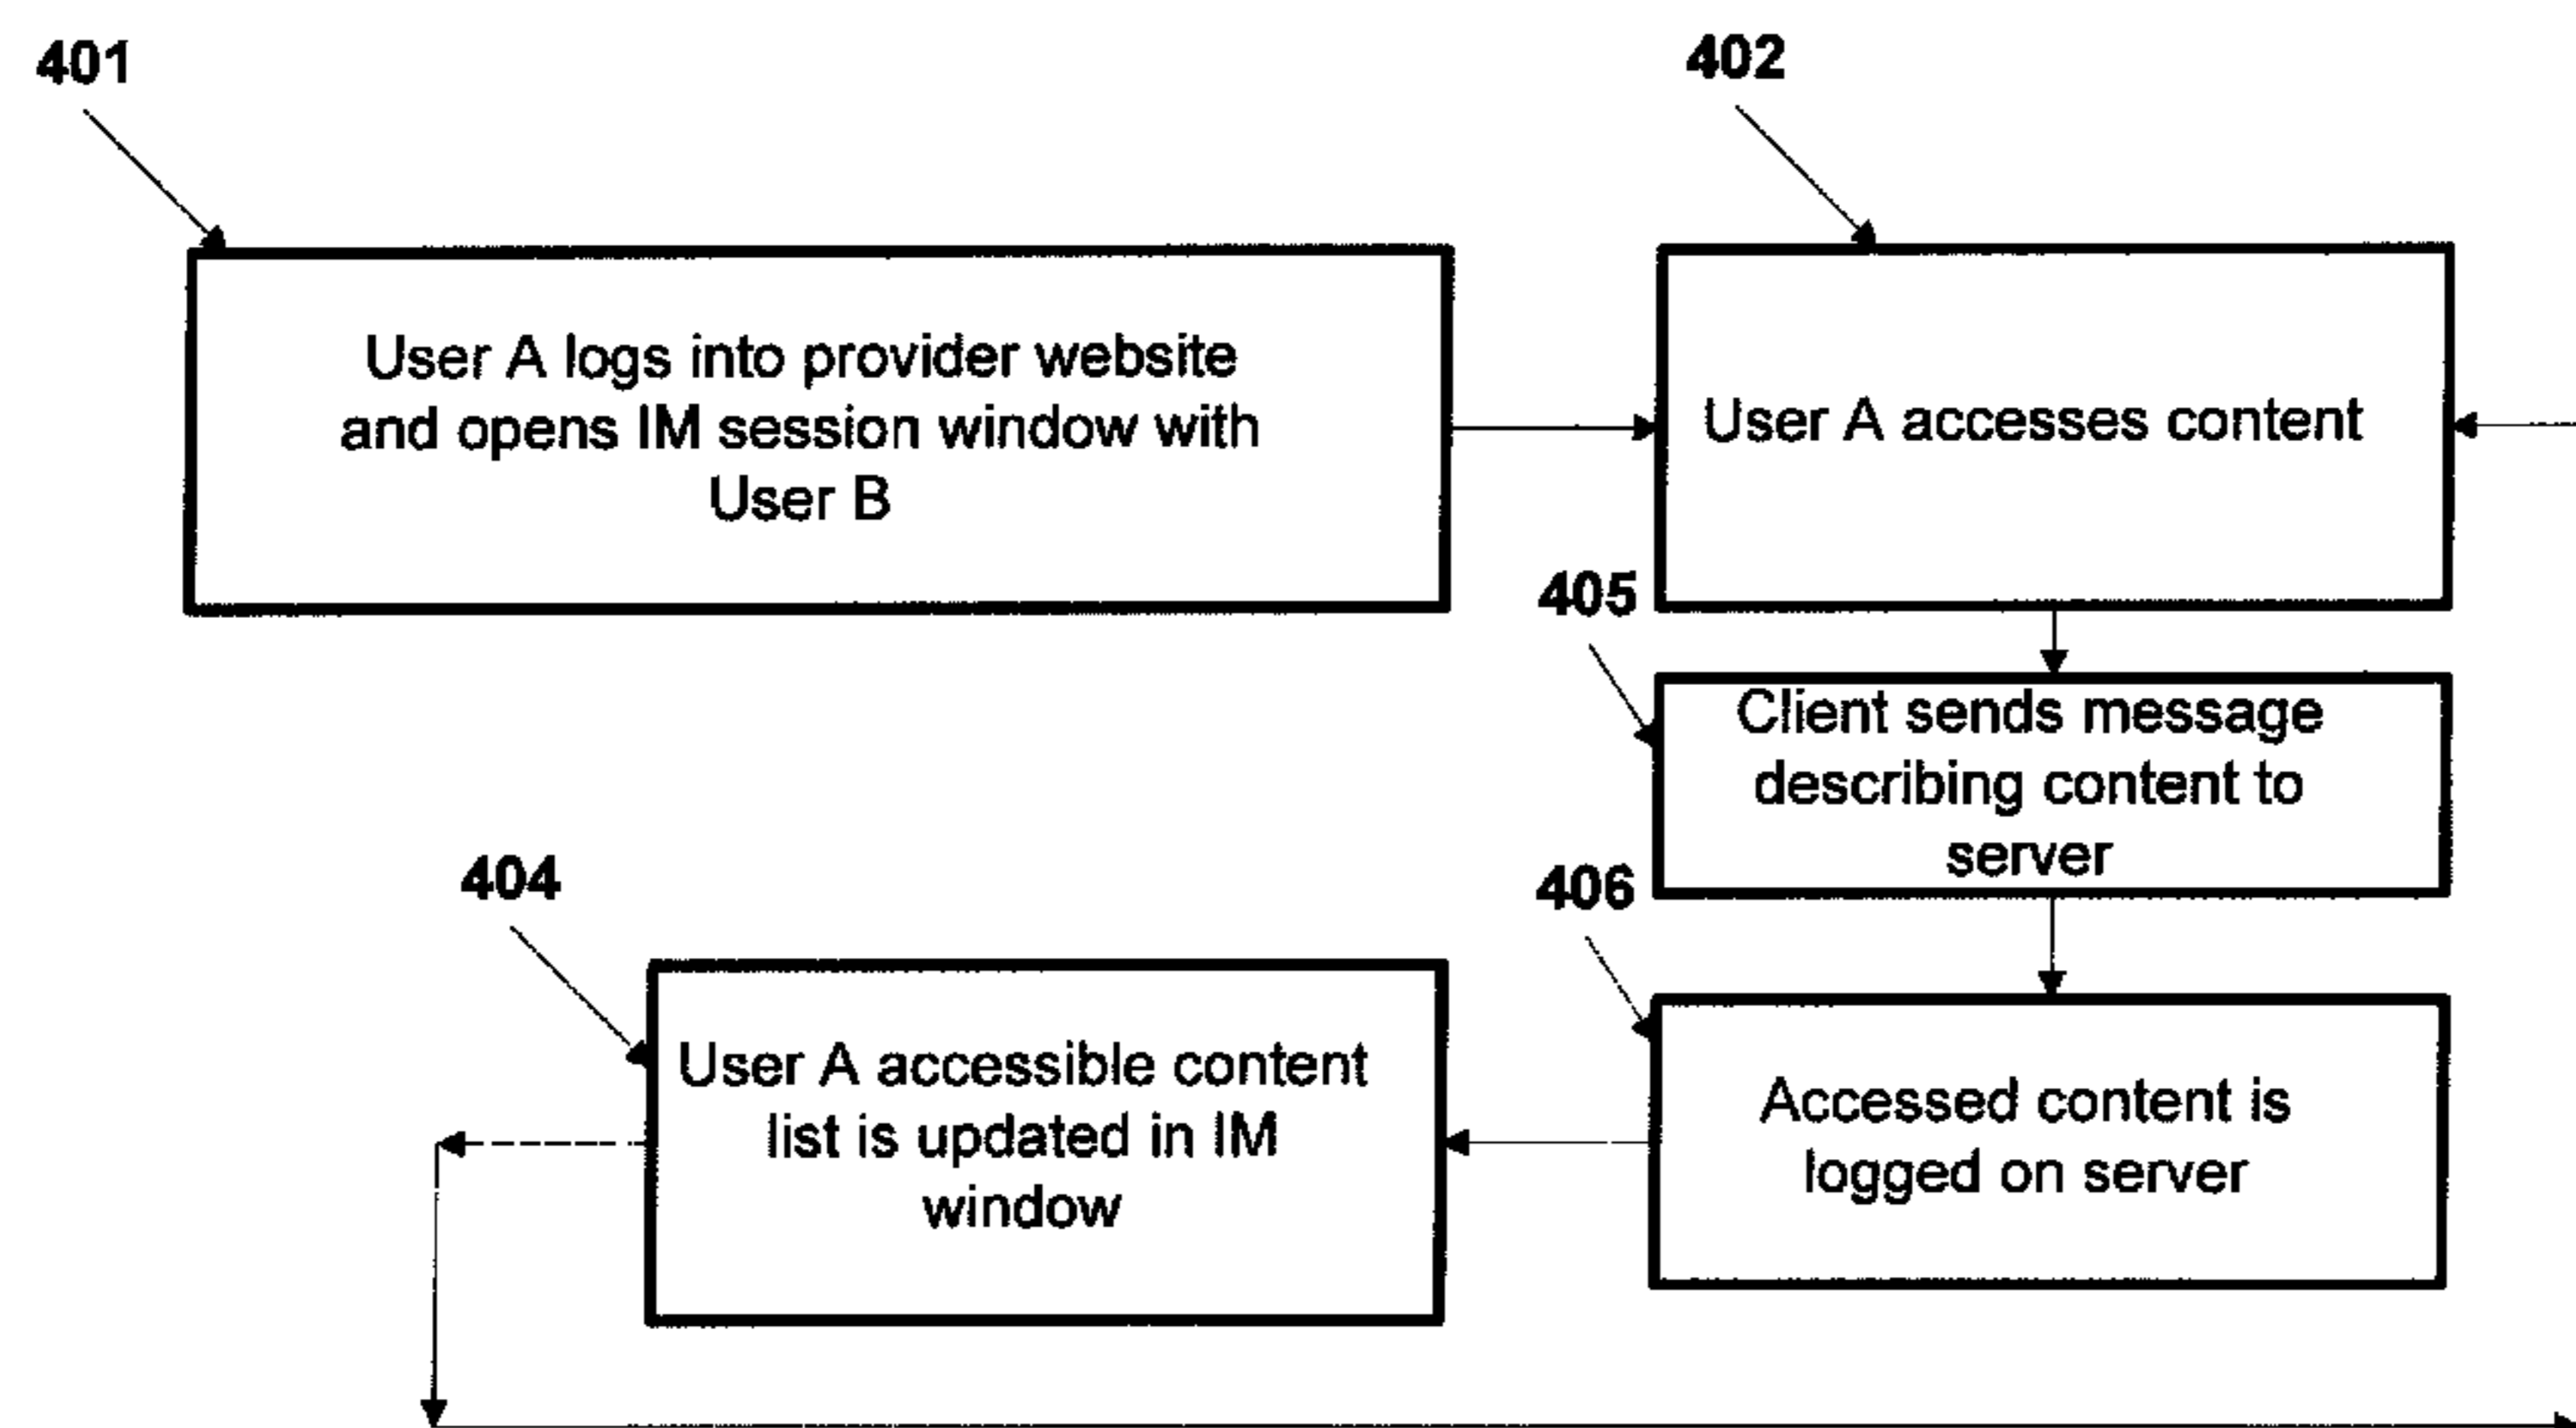 401
402
User A logs into provider website
and opens IM session window with
User B
User A accesses content
405
Client sends message
describing content to
server
404
406
User A accessible content
list is updated in IM
window
Accessed content is
logged on server